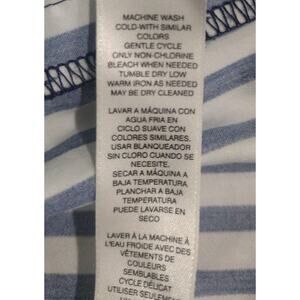 MACHINE WASH
COLD-WITH SIMILAR
COLORS
GENTLE CYCLE
ONLY NON-CHLORINE
BLEACH WHEN NEEDED
TUMBLE DRY LOW
WARM IRON AS NEEDED
MAY BE DRY CLEANED
LAVAR A MÁQUINA CON
AGUA FRIA EN
CICLO SUAVE CON
COLORES SIMILARES.
USAR BLANQUEADOR
SIN CLORO CUANDO SE
NECESITE.
SECAR A MÁQUINA A
BAJA TEMPERATURA
PLANCHAR A BAJA
TEMPERATURA
PUEDE LAVARSE EN
SECO
LAVER À LA MACHINE À
L'EAU FROIDE AVEC DES
VÊTEMENTS DE
COULEURS
SEMBLABLES
CYCLE DÉLICAT
UTILISER SEULEMENT